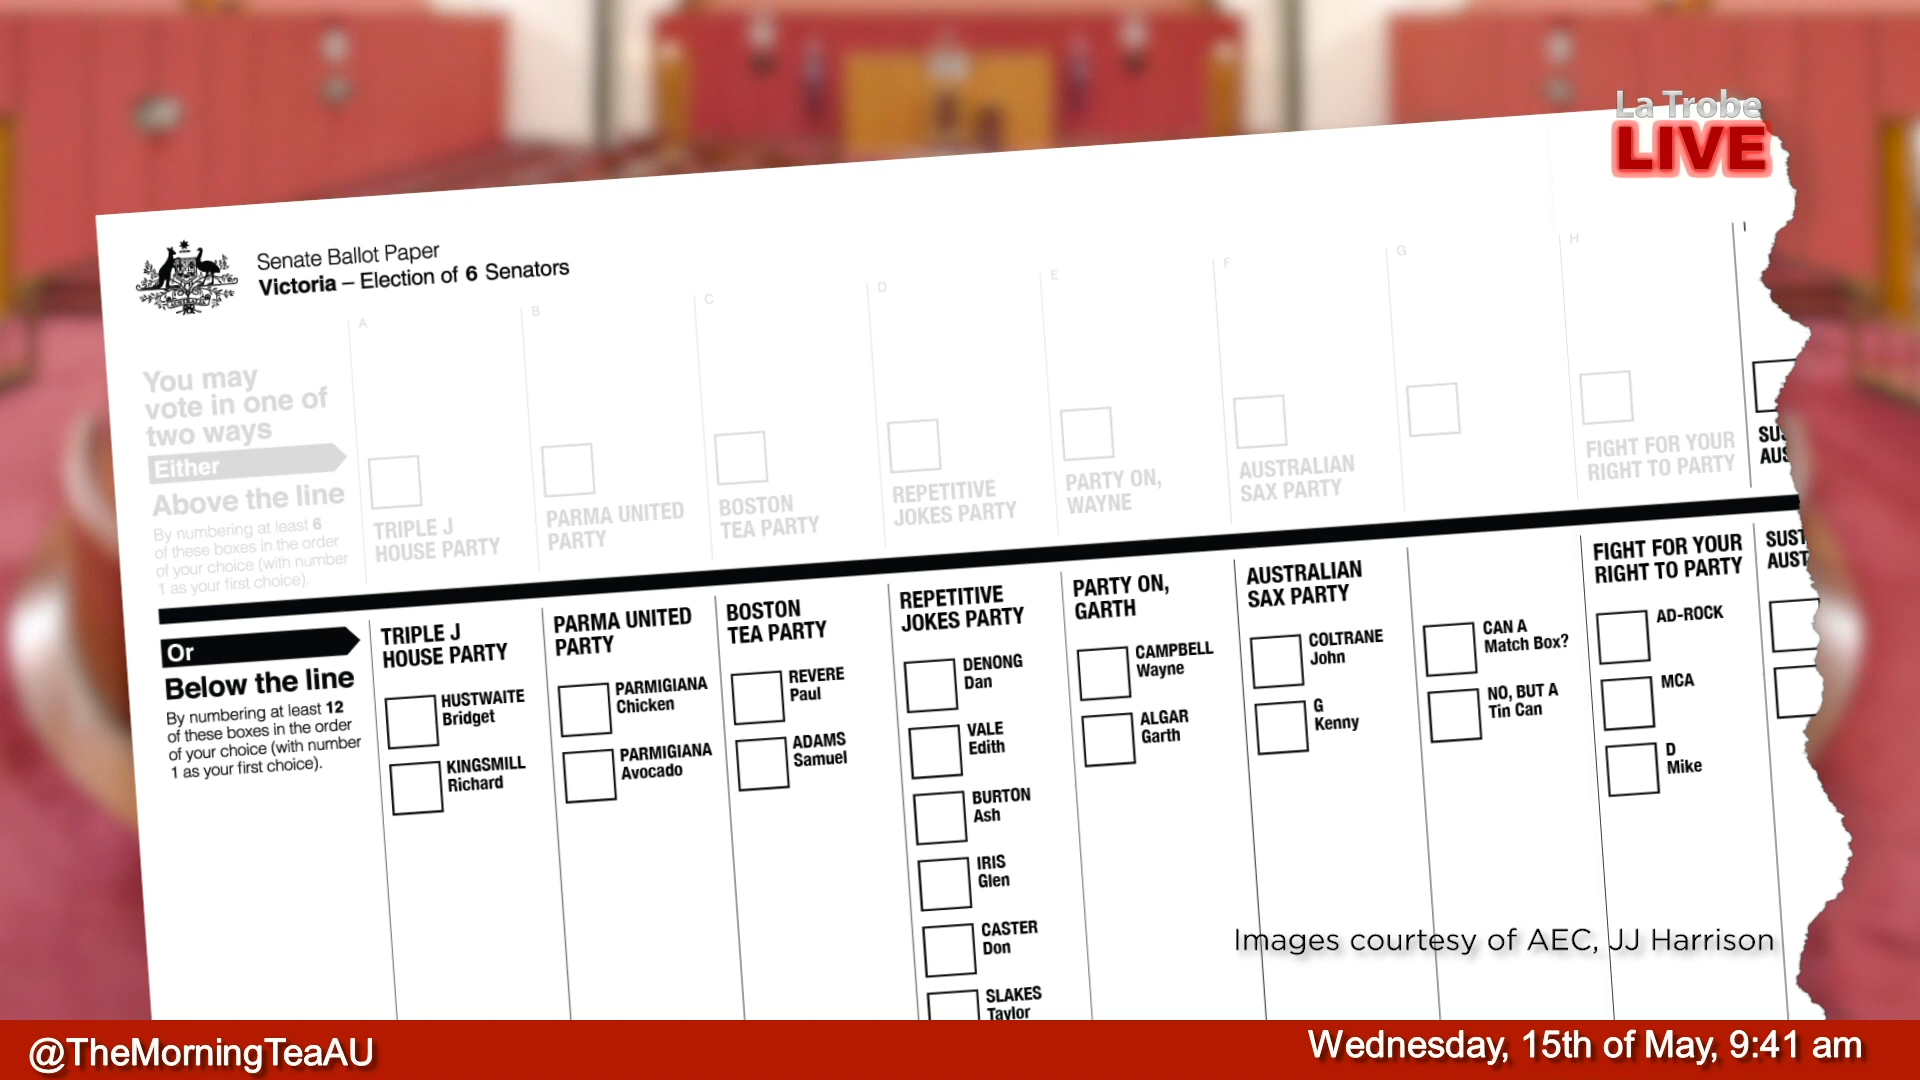 La Trobe
LIVE
Senate Ballot Paper
Victoria – Election of 6 Senators
You may
vote in one of
two ways
Either
Above the line
By numbering at least 6
of these boxes in the order
of your choice (with number
1 as your first choice).
A
TRIPLE J
HOUSE PARTY
B
PARMA UNITED
PARTY
C
BOSTON
TEA PARTY
D
REPETITIVE
JOKES PARTY
E
PARTY ON,
WAYNE
F
AUSTRALIAN
SAX PARTY
G
H
FIGHT FOR YOUR
RIGHT TO PARTY
I
Or
Below the line
By numbering at least 12
of these boxes in the order
of your choice (with number
1 as your first choice).
TRIPLE J
HOUSE PARTY
HUSTWAITE
Bridget
KINGSMILL
Richard
PARMA UNITED
PARTY
PARMIGIANA
Chicken
PARMIGIANA
Avocado
BOSTON
TEA PARTY
REVERE
Paul
ADAMS
Samuel
REPETITIVE
JOKES PARTY
DENONG
Dan
VALE
Edith
BURTON
Ash
IRIS
Glen
CASTER
Don
SLAKES
Taylor
PARTY ON,
GARTH
CAMPBELL
Wayne
ALGAR
Garth
AUSTRALIAN
SAX PARTY
COLTRANE
John
G
Kenny
CAN A
Match Box?
NO, BUT A
Tin Can
FIGHT FOR YOUR
RIGHT TO PARTY
AD-ROCK
MCA
D
Mike
SUST
AUST
Images courtesy of AEC, JJ Harrison
@TheMorningTeaAU
Wednesday, 15th of May, 9:41 am